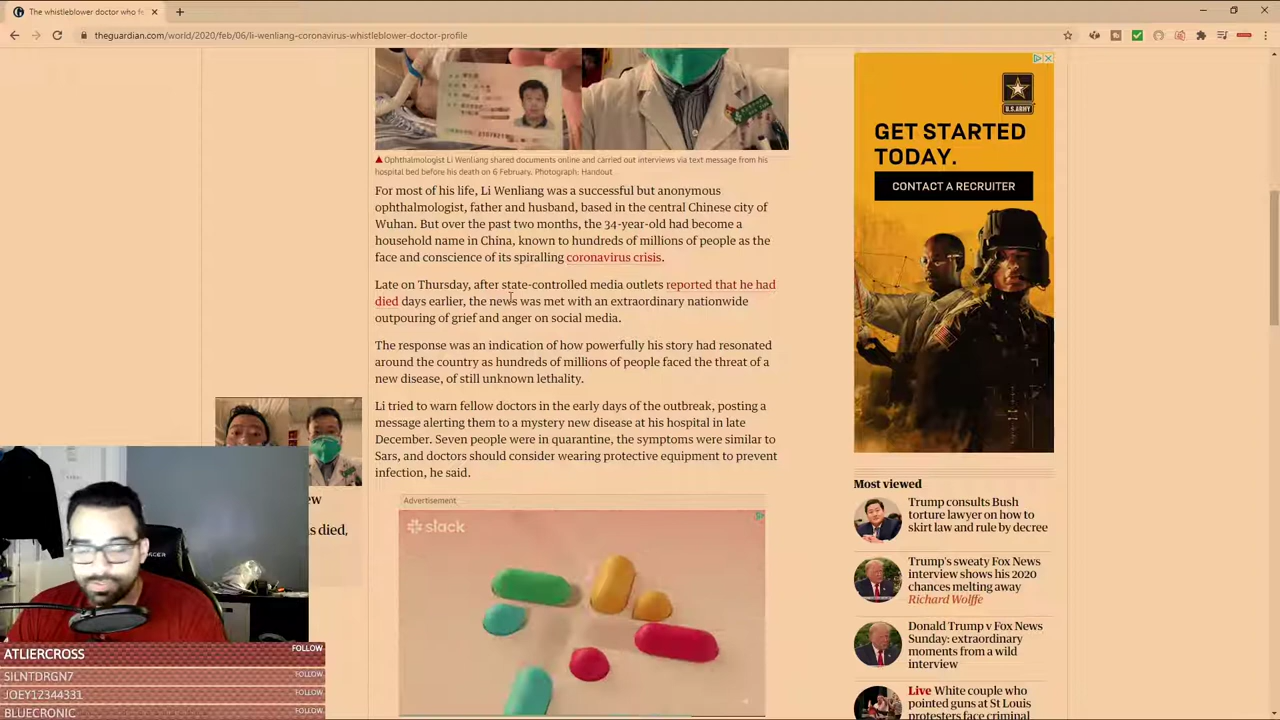 The whistleblower doctor who fo
theguardian.com/world/2020/feb/06/li-wenliang-coronavirus-whistleblower-doctor-profile
Ophthalmologist Li Wenliang shared documents online and carried out interviews via text message from his
hospital bed before his death on 6 February. Photograph: Handout
For most of his life, Li Wenliang was a successful but anonymous
ophthalmologist, father and husband, based in the central Chinese city of
Wuhan. But over the past two months, the 34-year-old had become a
household name in China, known to hundreds of millions of people as the
face and conscience of its spiralling coronavirus crisis.
Late on Thursday, after state-controlled media outlets reported that he had
died days earlier, the news was met with an extraordinary nationwide
outpouring of grief and anger on social media.
The response was an indication of how powerfully his story had resonated
around the country as hundreds of millions of people faced the threat of a
new disease, of still unknown lethality.
Li tried to warn fellow doctors in the early days of the outbreak, posting a
message alerting them to a mystery new disease at his hospital in late
December. Seven people were in quarantine, the symptoms were similar to
Sars, and doctors should consider wearing protective equipment to prevent
infection, he said.
Advertisement
slack
ew
s died,
U.S.ARMY
GET STARTED
TODAY.
CONTACT A RECRUITER
Most viewed
Trump consults Bush
torture lawyer on how to
skirt law and rule by decree
Trump's sweaty Fox News
interview shows his 2020
chances melting away
Richard Wolffe
Donald Trump v Fox News
Sunday: extraordinary
moments from a wild
interview
Live White couple who
pointed guns at St Louis
protesters face criminal
ATLIERCROSS FOLLOW
SILNTDRGN7 FOLLOW
JOEY12344331 FOLLOW
BLUECRONIC FOLLOW